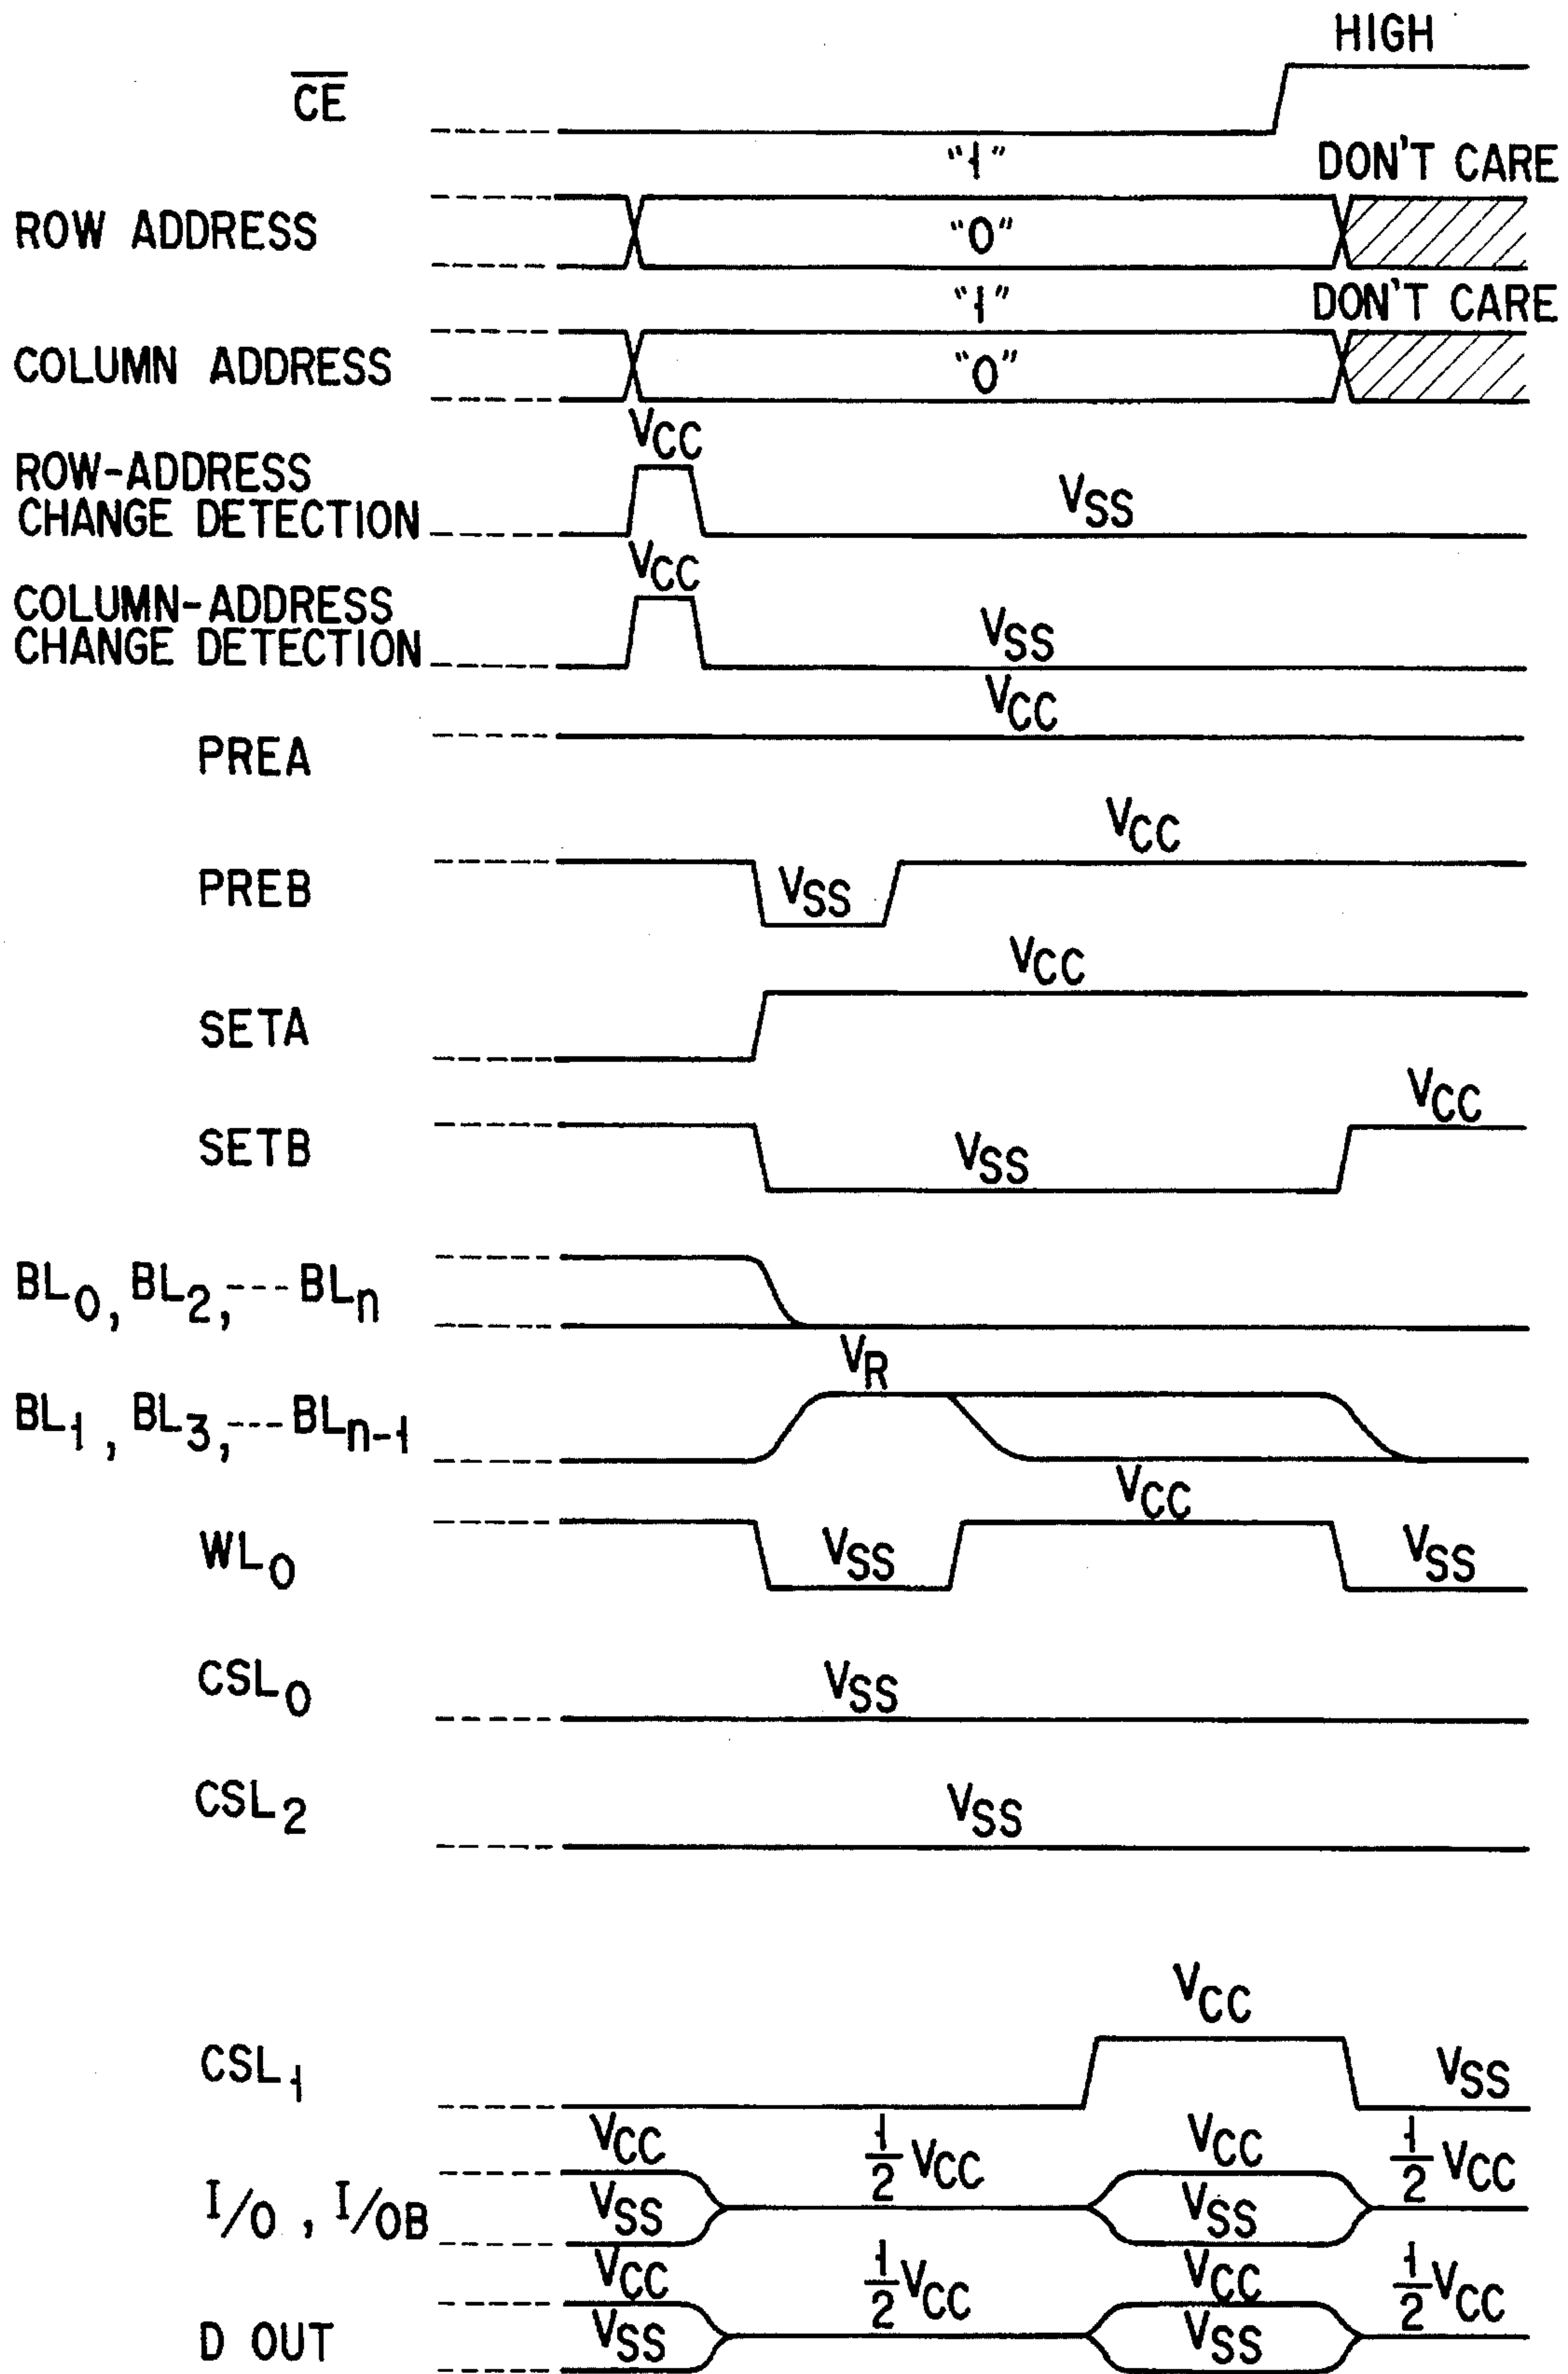 HIGH
CE
"1"
DON'T CARE
ROW ADDRESS
"0"
"1"
DON'T CARE
COLUMN ADDRESS
"0"
VCC
ROW-ADDRESS
CHANGE DETECTION
VSS
VCC
COLUMN-ADDRESS
CHANGE DETECTION
VSS
VCC
PREA
VCC
PREB
VSS
VCC
SETA
VCC
SETB
VSS
BL0, BL2, --- BLn
VR
BL1, BL3, --- BLn-1
VCC
WL0
VSS
VSS
CSL0
VSS
CSL2
VSS
VCC
CSL1
VSS
VCC
1/2 VCC
VCC
1/2 VCC
I/O, I/OB
VSS
VSS
VCC
1/2 VCC
VCC
1/2 VCC
D OUT
VSS
VSS